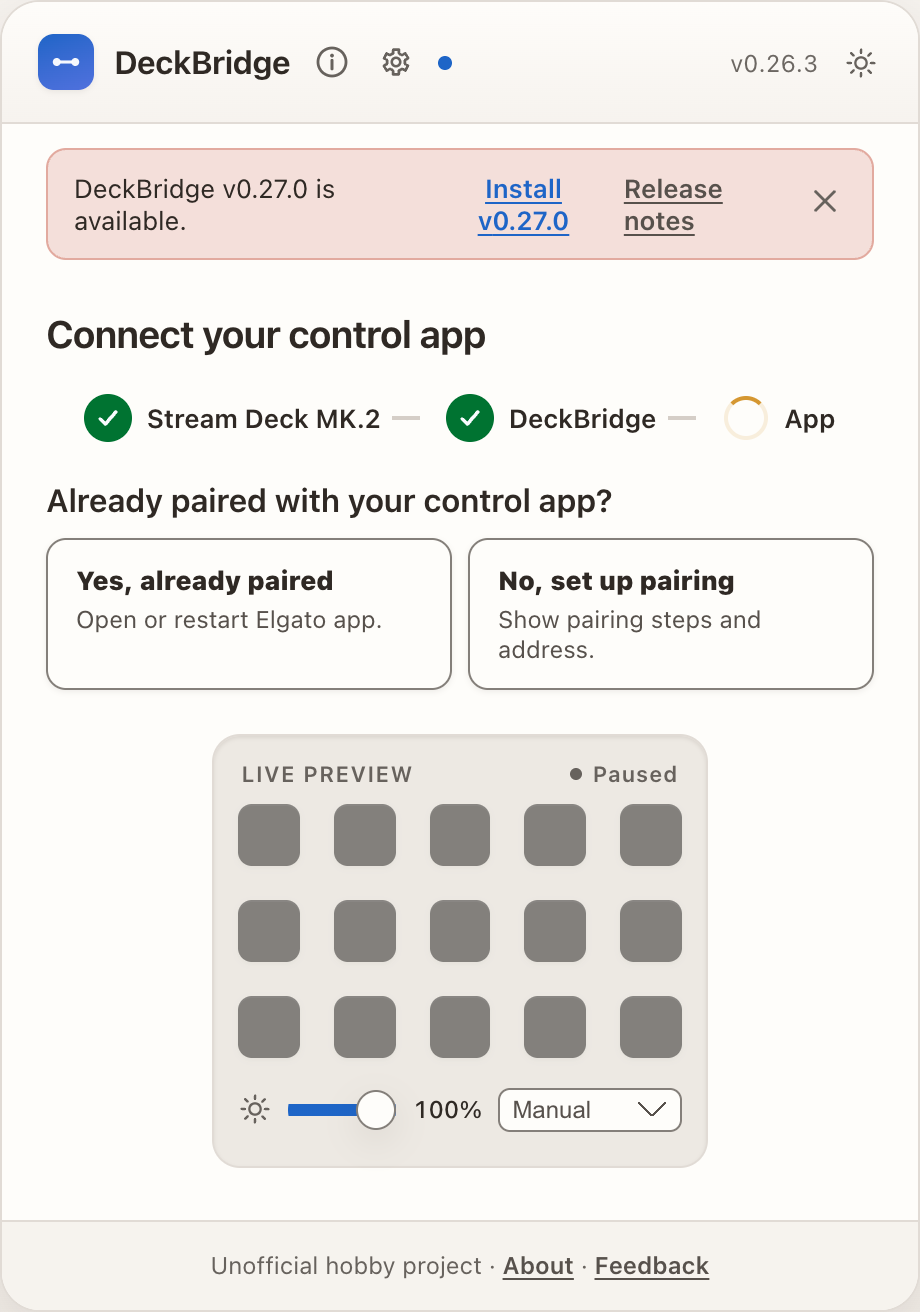 DeckBridge
v0.26.3
DeckBridge v0.27.0 is
available.
Install
v0.27.0
Release
notes
Connect your control app
Stream Deck MK.2
DeckBridge
App
Already paired with your control app?
Yes, already paired
Open or restart Elgato app.
No, set up pairing
Show pairing steps and
address.
LIVE PREVIEW
Paused
100%
Manual
Unofficial hobby project · About · Feedback